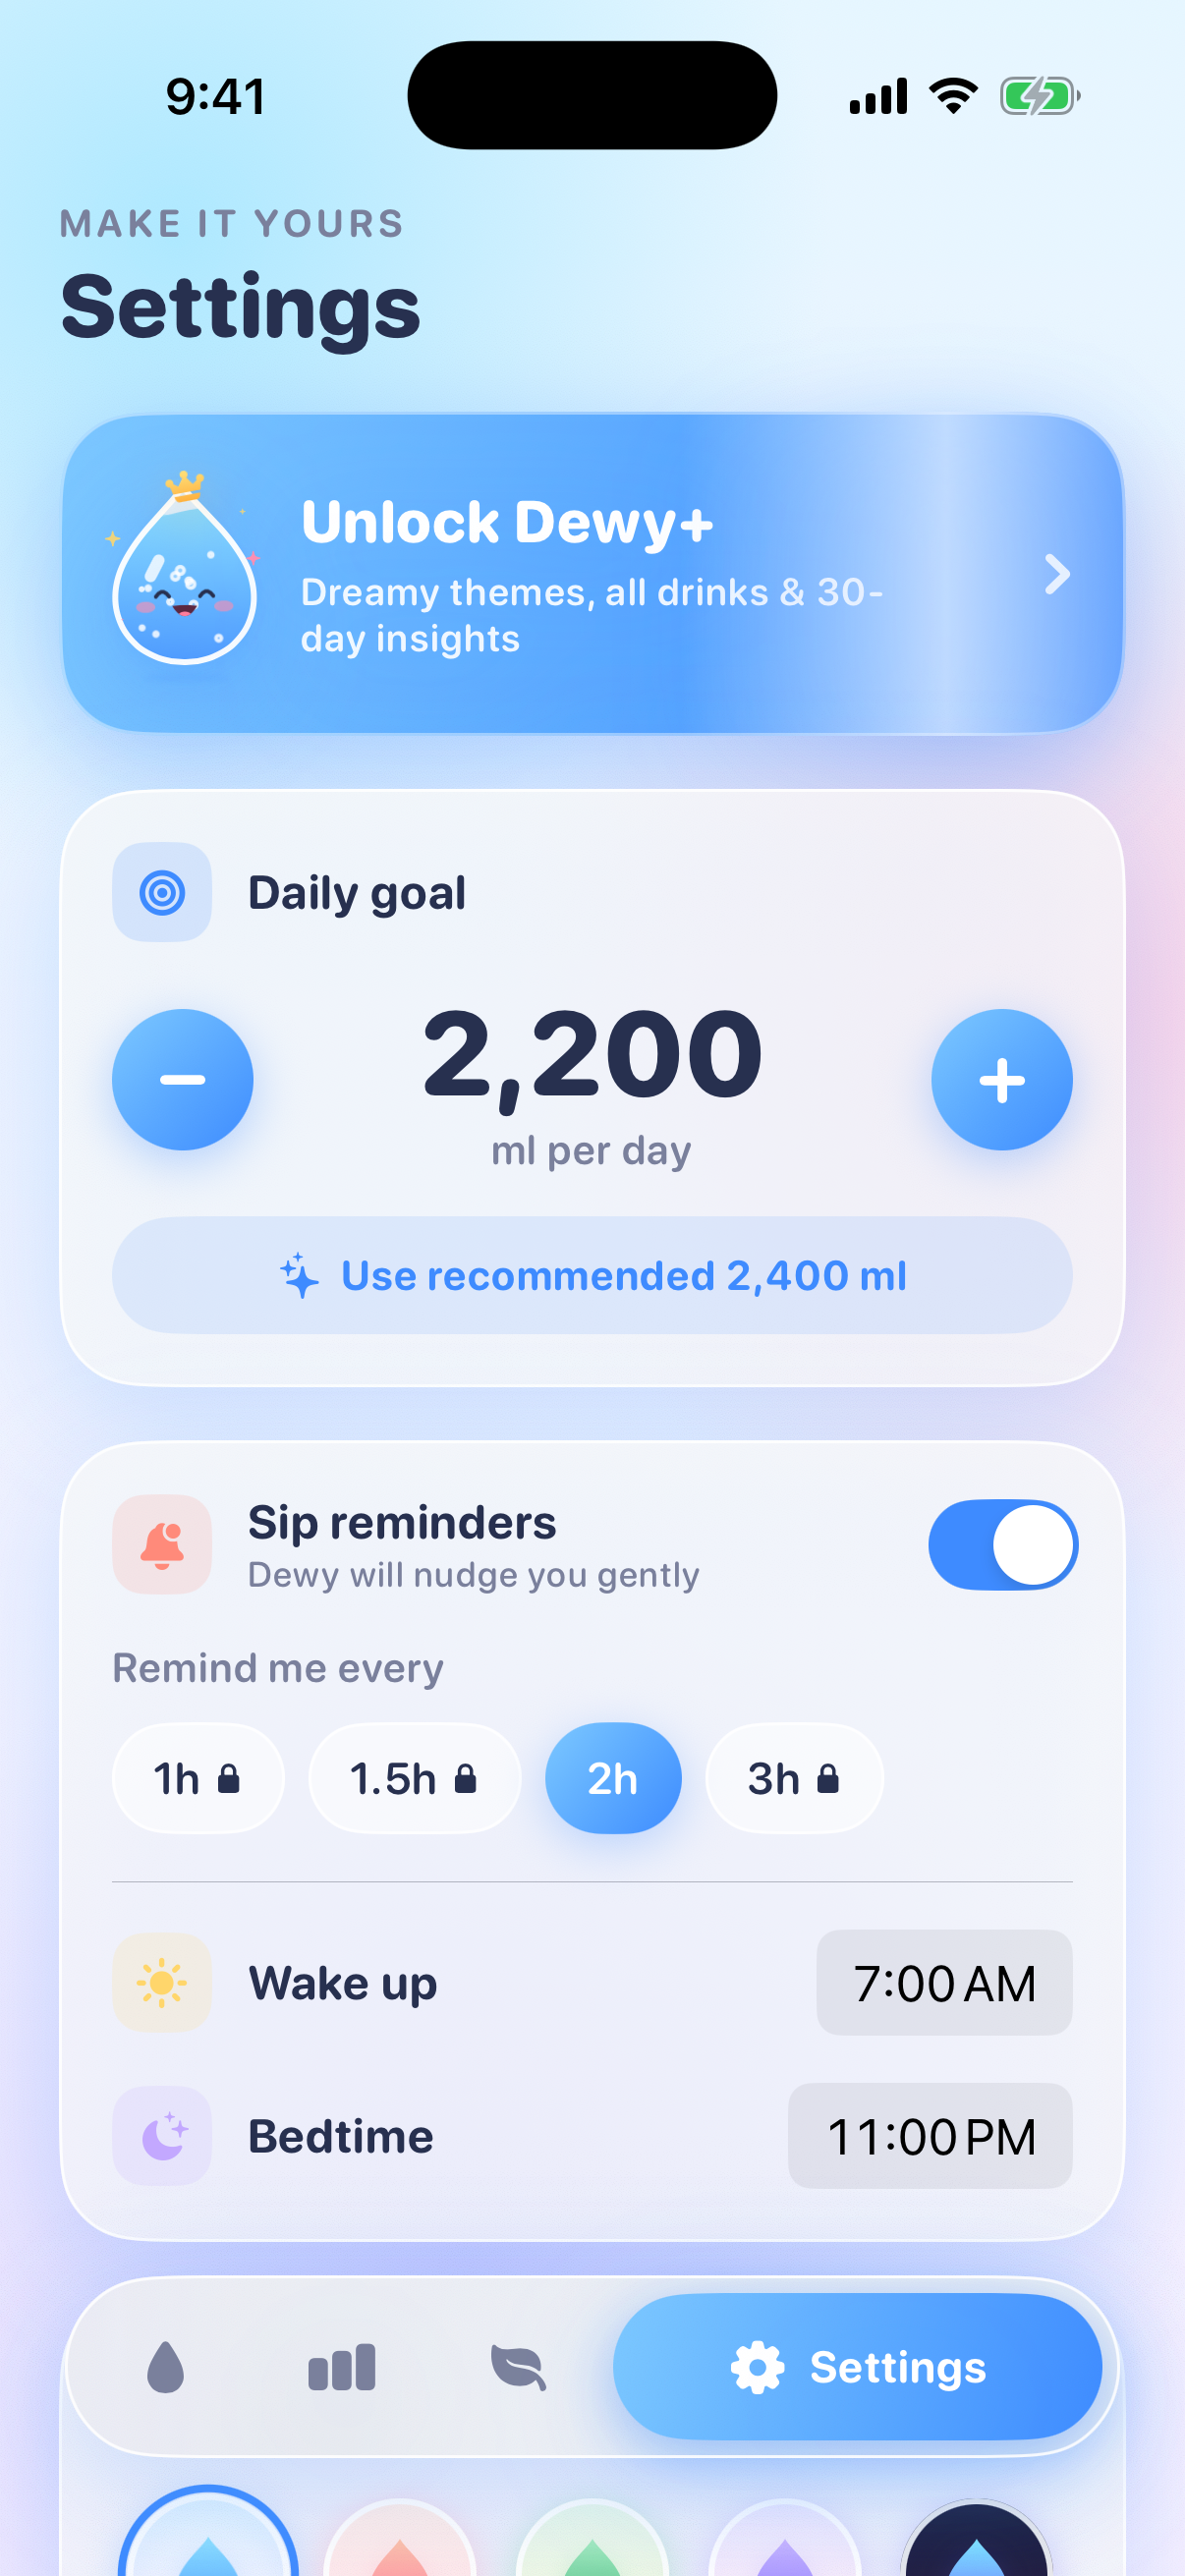 9:41
MAKE IT YOURS
Settings
Unlock Dewy+
Dreamy themes, all drinks & 30-
day insights
Daily goal
2,200
ml per day
Use recommended 2,400 ml
Sip reminders
Dewy will nudge you gently
Remind me every
1h
1.5h
2h
3h
Wake up
7:00 AM
Bedtime
11:00 PM
Settings